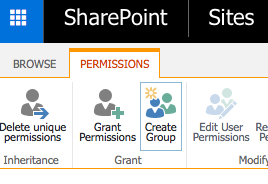 SharePoint Sites
BROWSE PERMISSIONS
Delete unique
permissions
Grant
Permissions
Create
Group
Edit User
Permissions
Inheritance Grant Modify